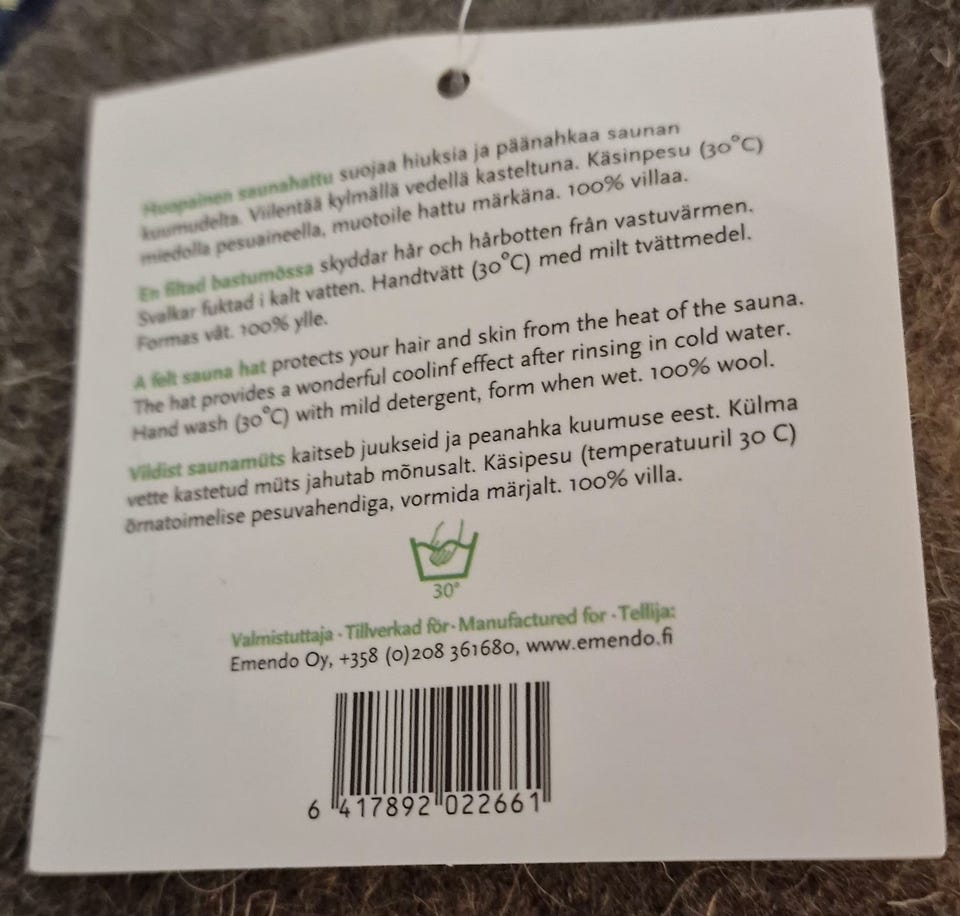 Huopainen saunahattu suojaa hiuksia ja päänahkaa saunan
kuumudelta. Viilentää kylmällä vedellä kasteltuna. Käsinpesu (30°C)
miedolla pesuaineella, muotoile hattu märkäna. 100% villaa.
En filtad bastumössa skyddar hår och hårbotten från vastuvärmen.
Svalkar fuktad i kalt vatten. Handtvätt (30°C) med milt tvättmedel.
Formas våt. 100% ylle.
A felt sauna hat protects your hair and skin from the heat of the sauna.
The hat provides a wonderful coolinf effect after rinsing in cold water.
Hand wash (30°C) with mild detergent, form when wet. 100% wool.
Vildist saunamüts kaitseb juukseid ja peanahka kuumuse eest. Külma
vette kastetud müts jahutab mõnusalt. Käsipesu (temperatuuril 30 C)
õrnatoimelise pesuvahendiga, vormida märjalt. 100% villa.
30°
Valmistuttaja · Tillverkad för · Manufactured for · Tellija:
Emendo Oy, +358 (0)208 361680, www.emendo.fi
6 417892 022661